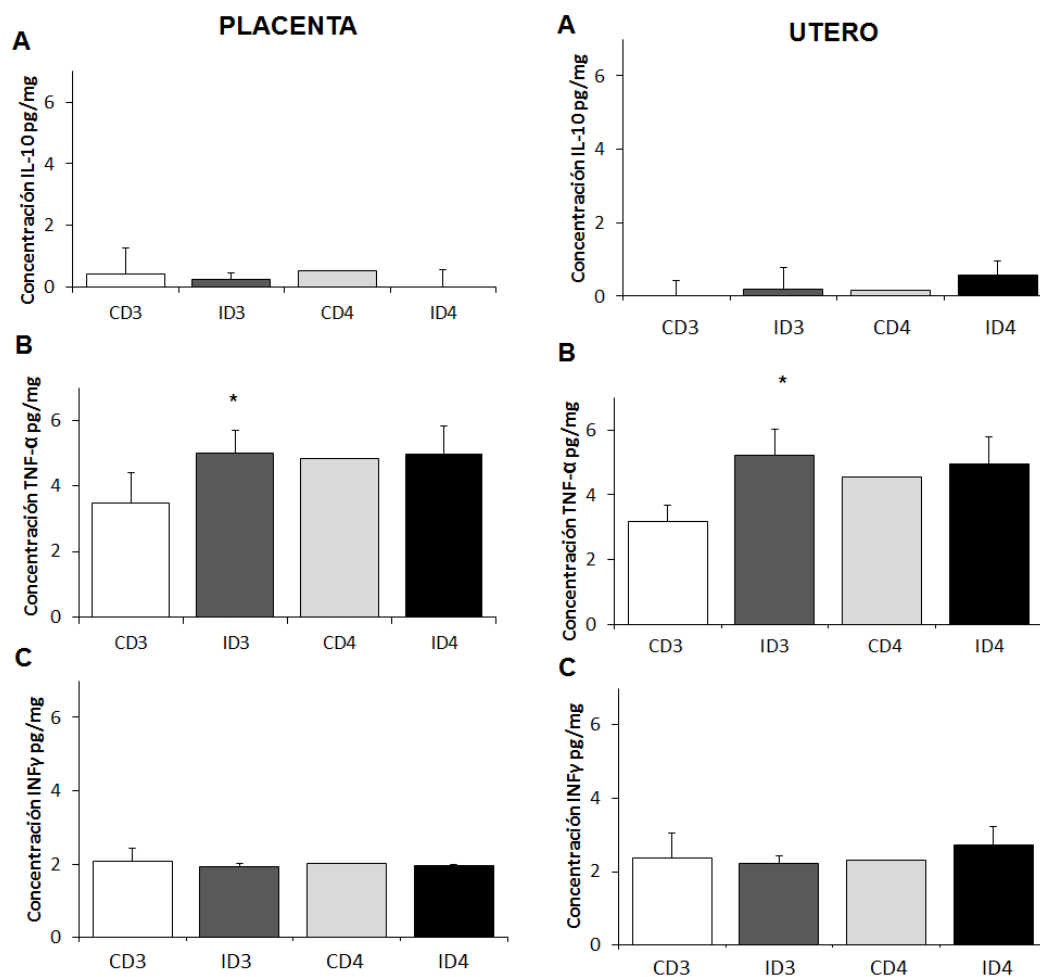 PLACENTA
A
Concentración IL-10 pg/mg
6
4
2
0
CD3 ID3 CD4 ID4
B
*
Concentración TNF-α pg/mg
6
4
2
0
CD3 ID3 CD4 ID4
C
Concentración INFγ pg/mg
6
4
2
0
CD3 ID3 CD4 ID4
UTERO
A
Concentración IL-10 pg/mg
6
4
2
0
CD3 ID3 CD4 ID4
B
*
Concentración TNF-α pg/mg
6
4
2
0
CD3 ID3 CD4 ID4
C
Concentración INFγ pg/mg
6
4
2
0
CD3 ID3 CD4 ID4